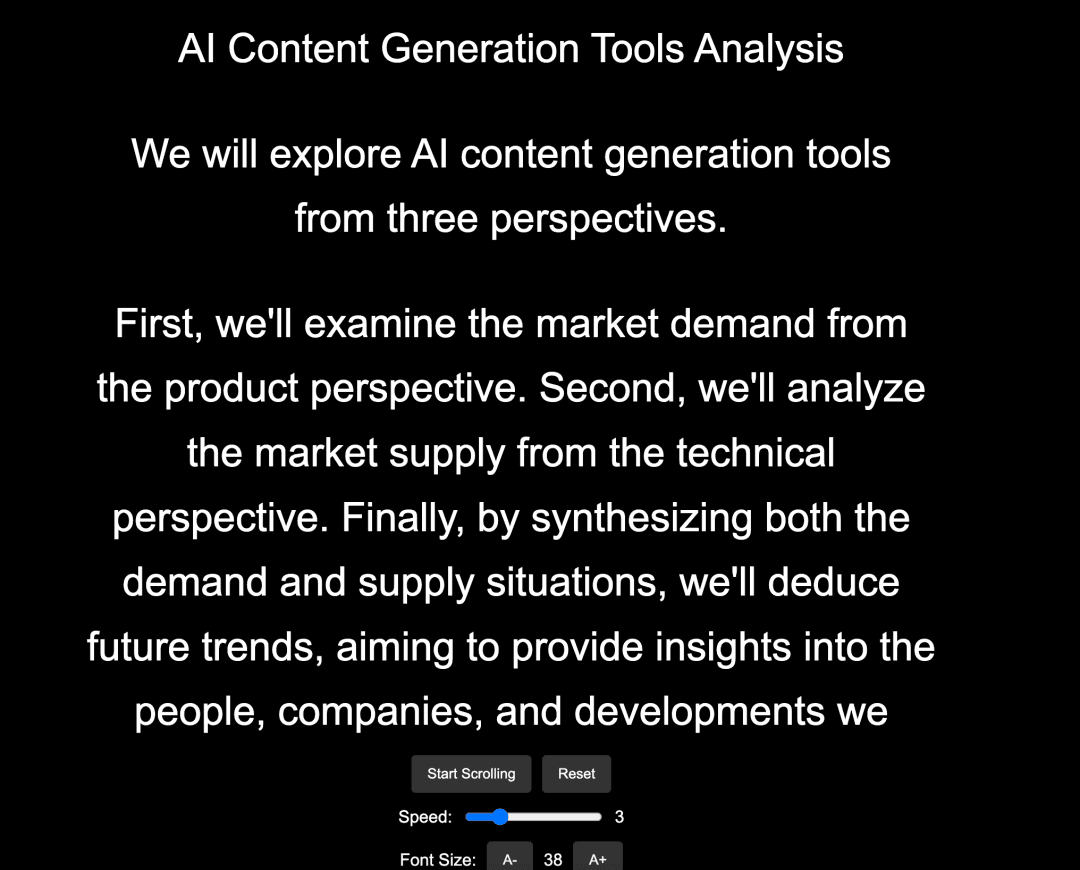 AI Content Generation Tools Analysis
We will explore AI content generation tools
from three perspectives.
First, we'll examine the market demand from
the product perspective. Second, we'll analyze
the market supply from the technical
perspective. Finally, by synthesizing both the
demand and supply situations, we'll deduce
future trends, aiming to provide insights into the
people, companies, and developments we
Start Scrolling Reset
Speed: 3
Font Size: A- 38 A+